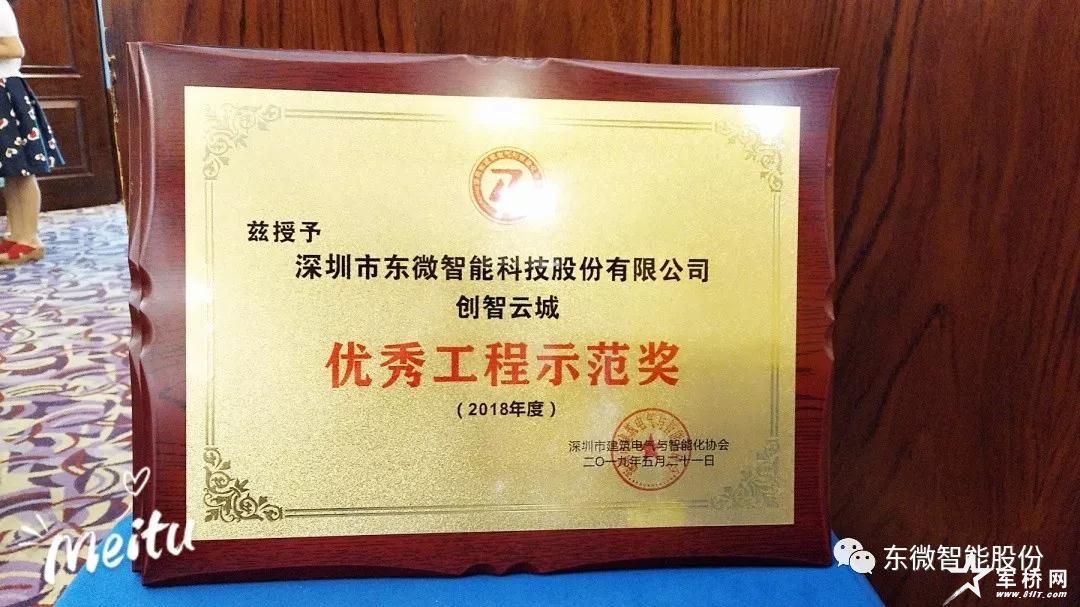 兹授予
深圳市东微智能科技股份有限公司
创智云城
优秀工程示范奖
（2018年度）
深圳市建筑电气与智能化协会
二〇一九年五月二十一日
Meitu
东微智能股份
军桥网
www.81IT.com